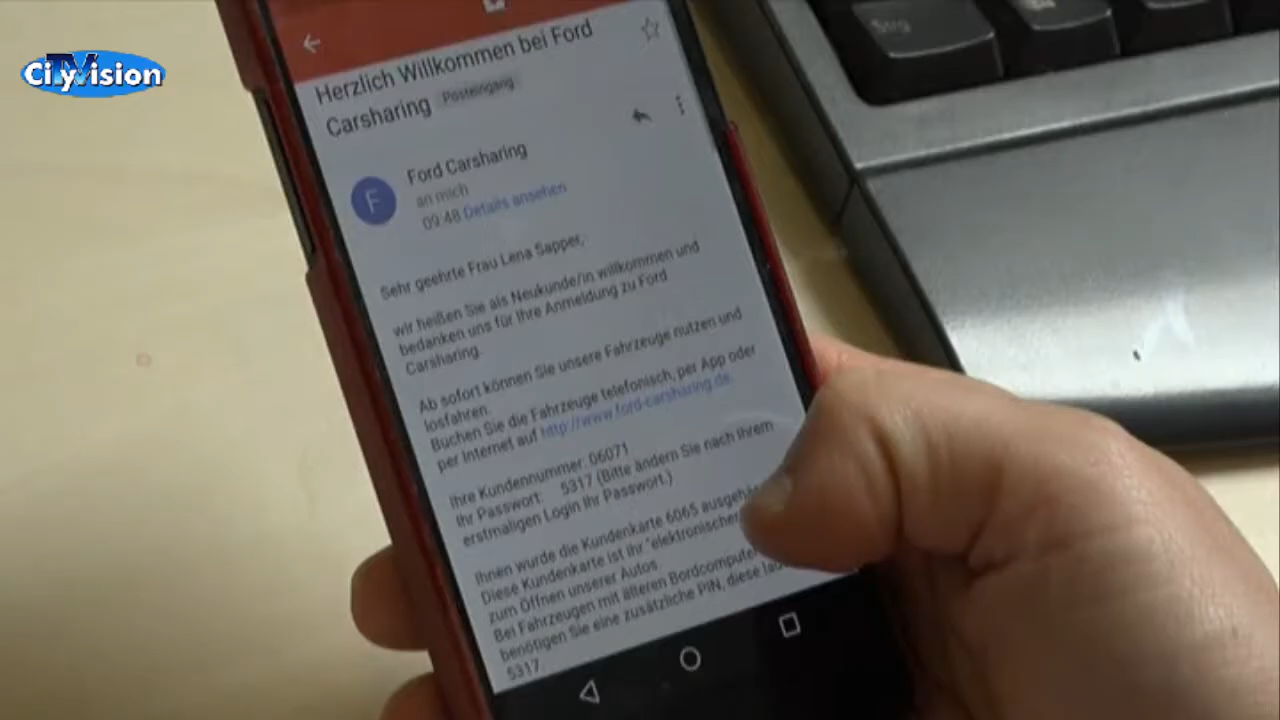 CityVision
TV
Strg
Herzlich Willkommen bei Ford
Carsharing Posteingang
F
Ford Carsharing
an mich
09:48 Details ansehen
Sehr geehrte Frau Lena Sapper,
wir heißen Sie als Neukunde/in willkommen und
bedanken uns für Ihre Anmeldung zu Ford
Carsharing.
Ab sofort können Sie unsere Fahrzeuge nutzen und
losfahren.
Buchen Sie die Fahrzeuge telefonisch, per App oder
per Internet auf http://www.ford-carsharing.de.
Ihre Kundennummer: 06071
Ihr Passwort: 5317 (Bitte ändern Sie nach Ihrem
erstmaligen Login Ihr Passwort.)
Ihnen wurde die Kundenkarte 6065 ausgehä
Diese Kundenkarte ist ihr "elektronischer
zum Öffnen unserer Autos
Bei Fahrzeugen mit älteren Bordcomputer
benötigen Sie eine zusätzliche PIN, diese lau
5317